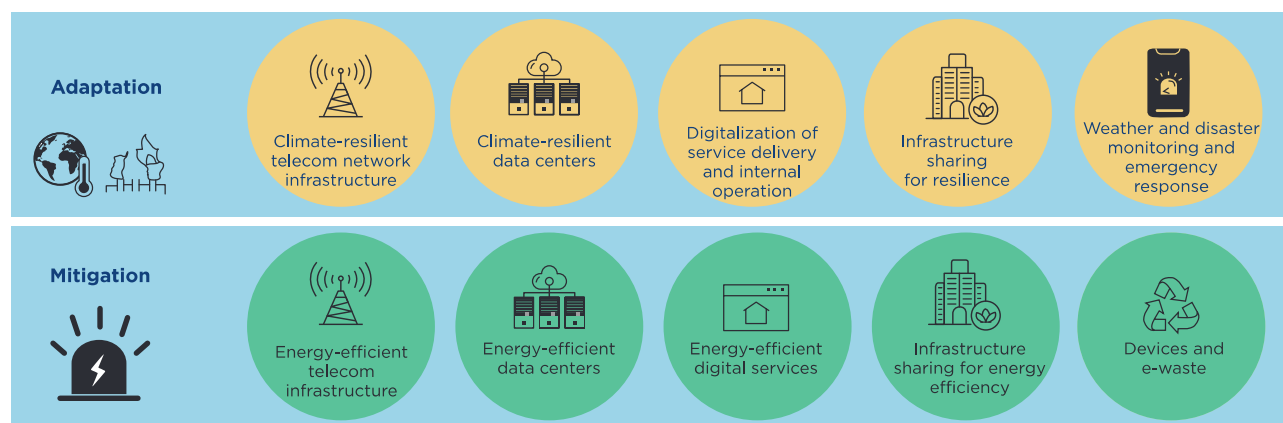 Adaptation
Climate-resilient
telecom network
infrastructure
Climate-resilient
data centers
Digitalization of
service delivery
and internal
operation
Infrastructure
sharing
for resilience
Weather and disaster
monitoring and
emergency
response
Mitigation
Energy-efficient
telecom
infrastructure
Energy-efficient
data centers
Energy-efficient
digital services
Infrastructure
sharing for energy
efficiency
Devices and
e-waste